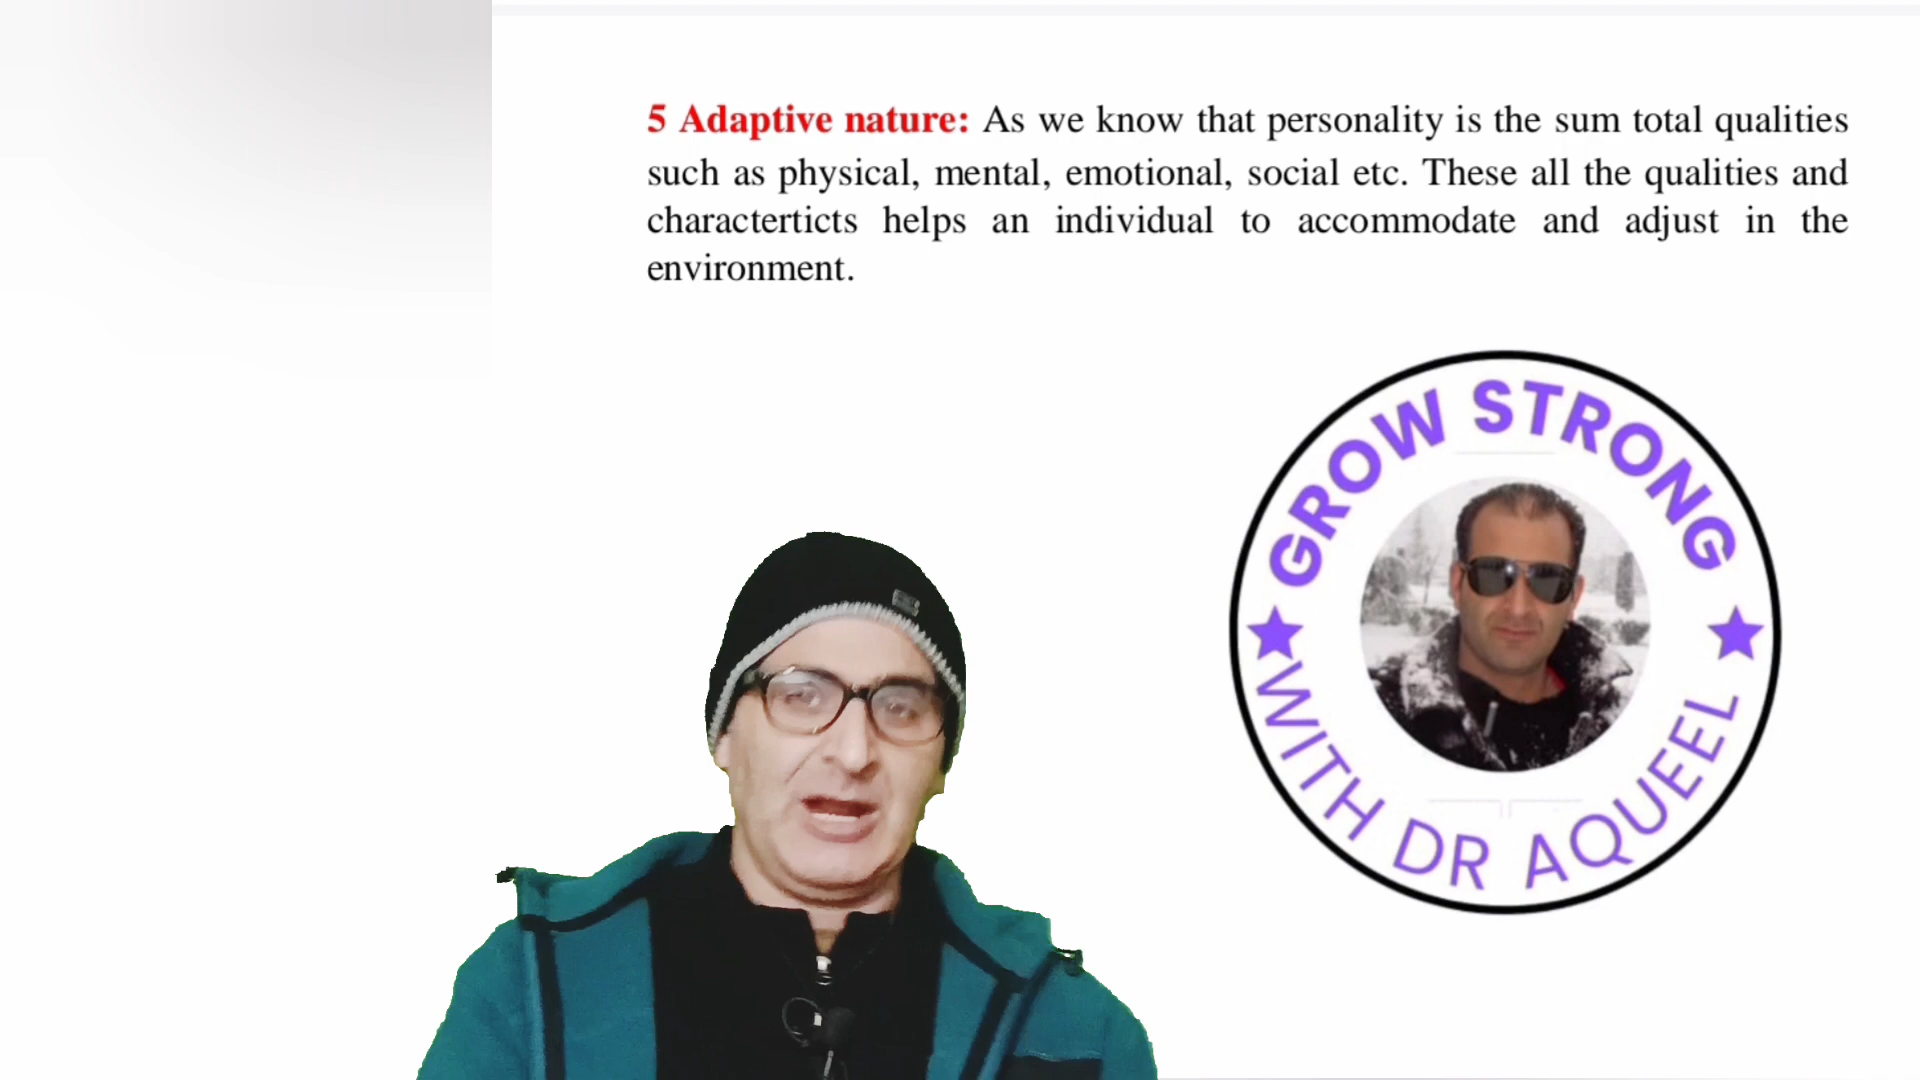 5 Adaptive nature: As we know that personality is the sum total qualities
such as physical, mental, emotional, social etc. These all the qualities and
characterticts helps an individual to accommodate and adjust in the
environment.
GROW STRONG
WITH DR AQUEEL